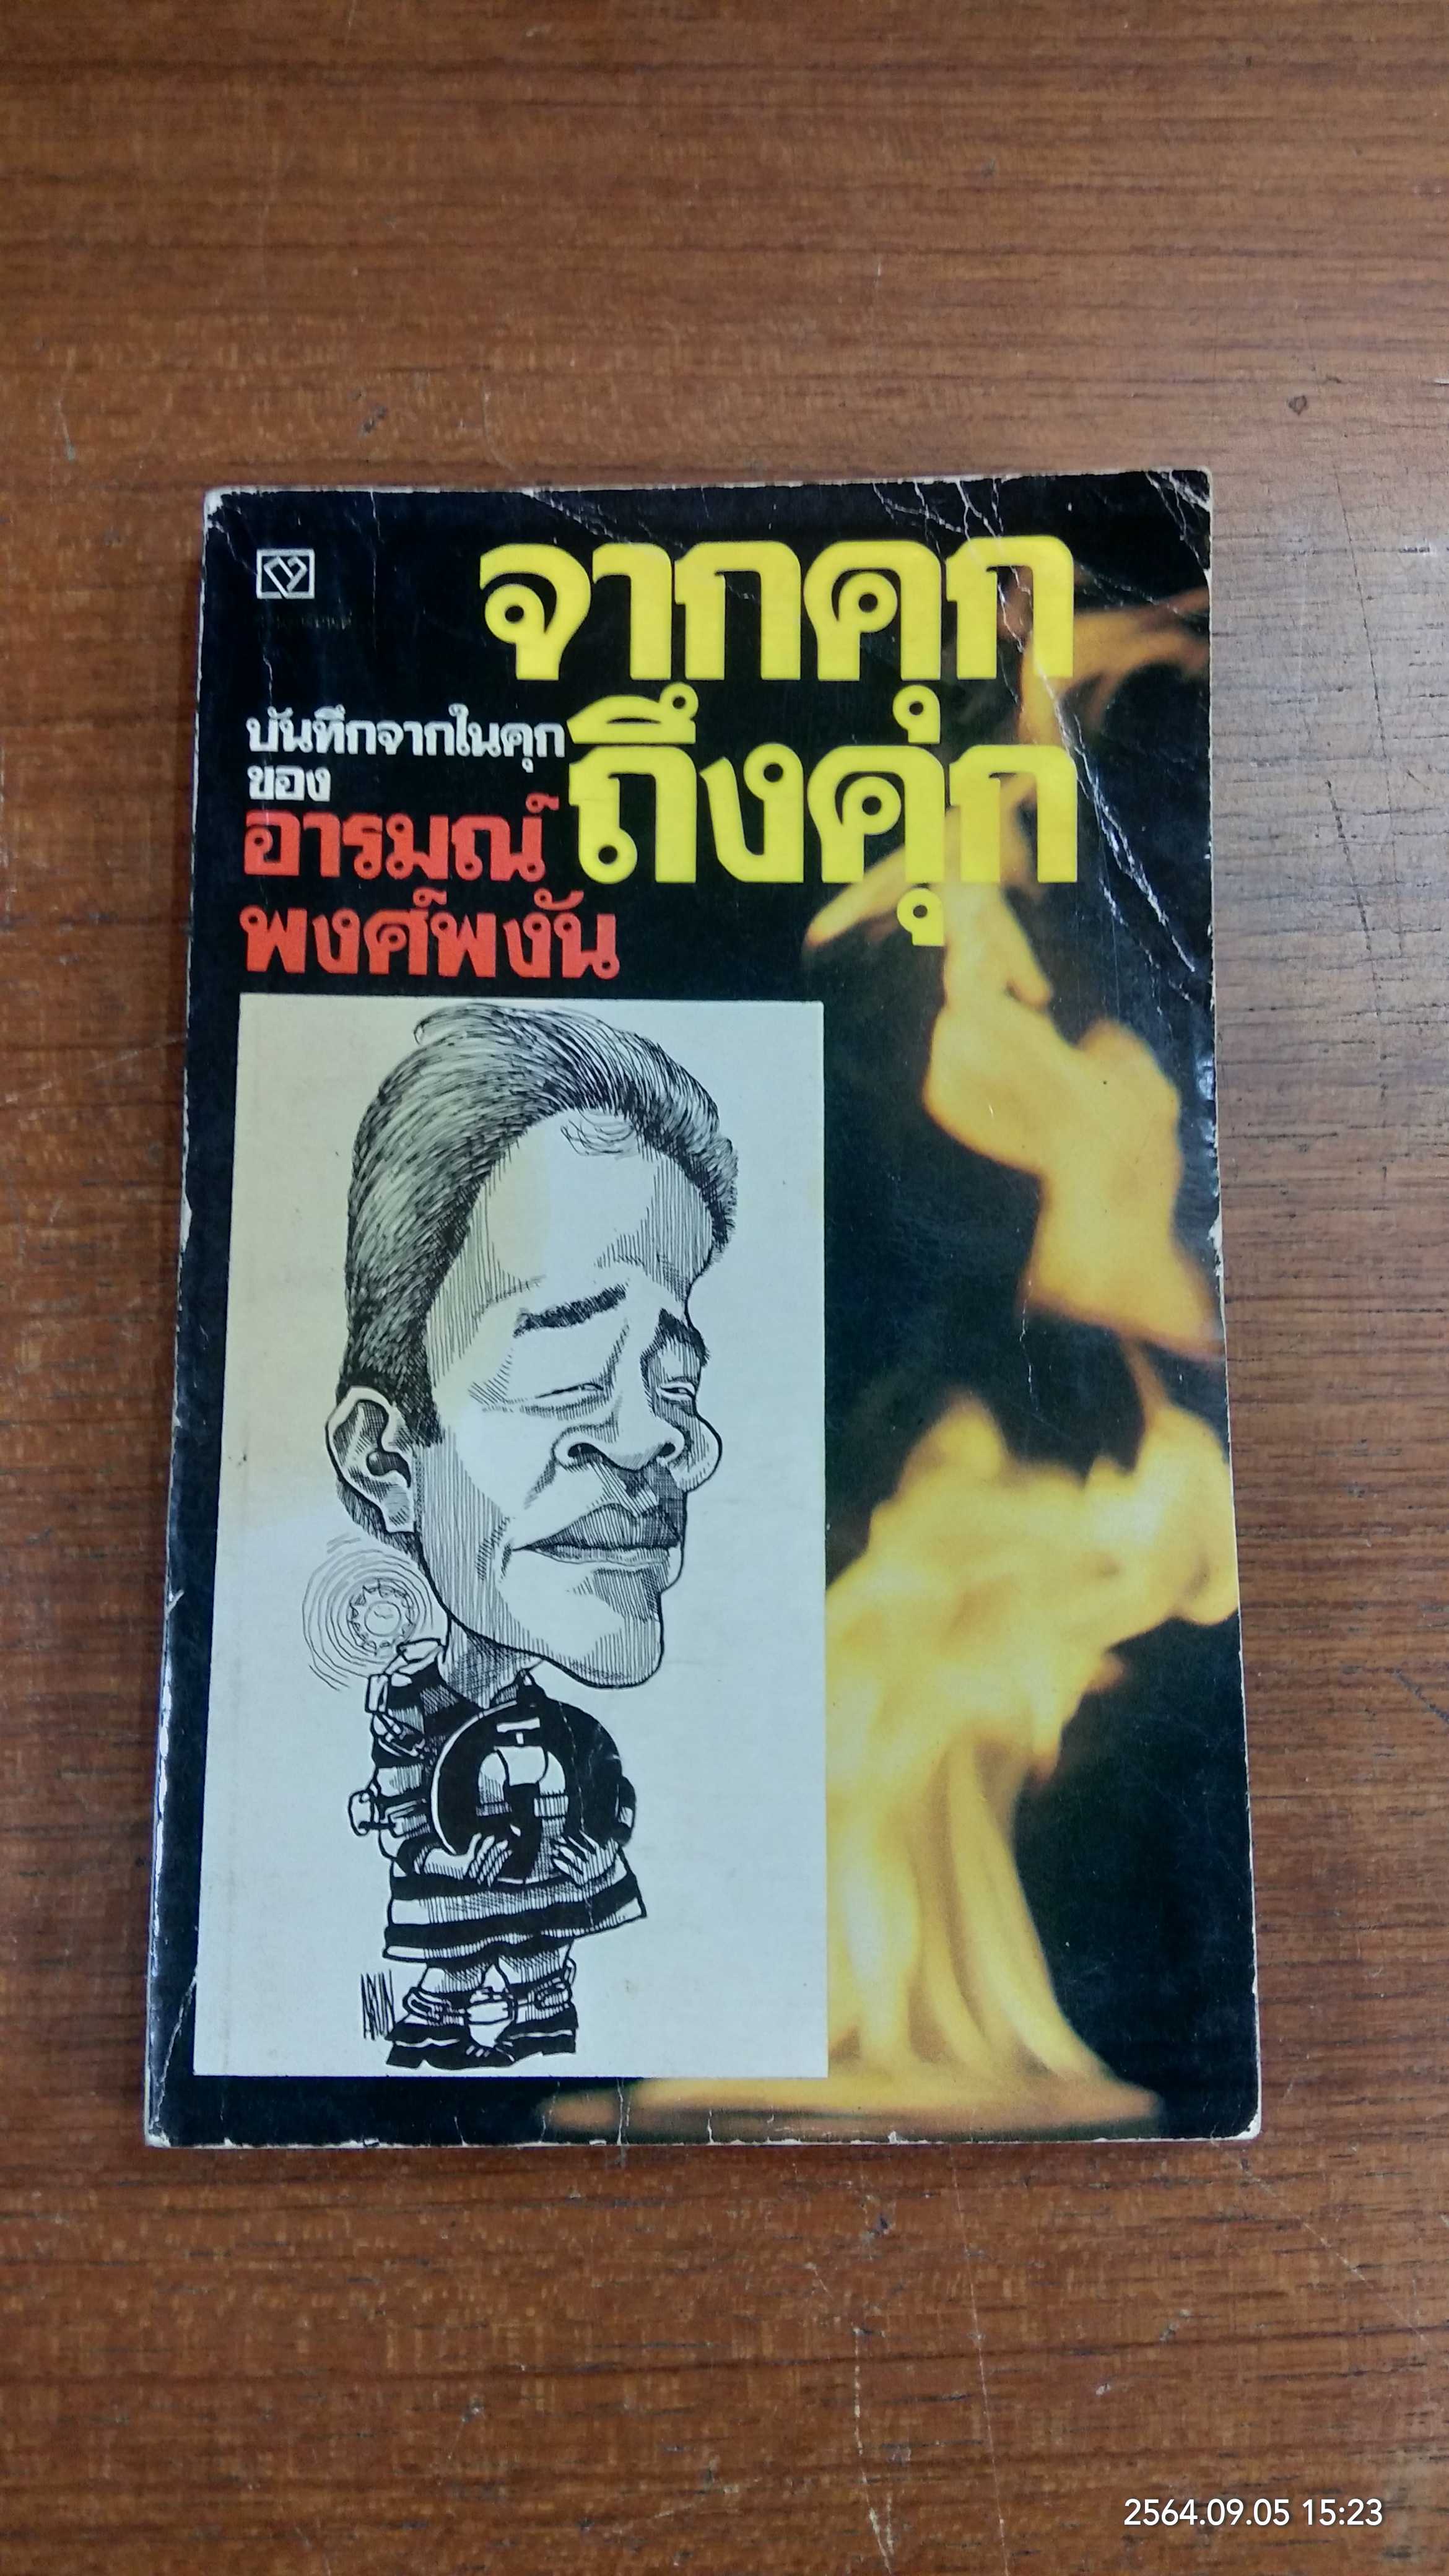 จากคุก
ถึงคุก
บันทึกจากในคุก
ของ
อารมณ์
พงศ์พงัน
ARUN
2564.09.05 15:23